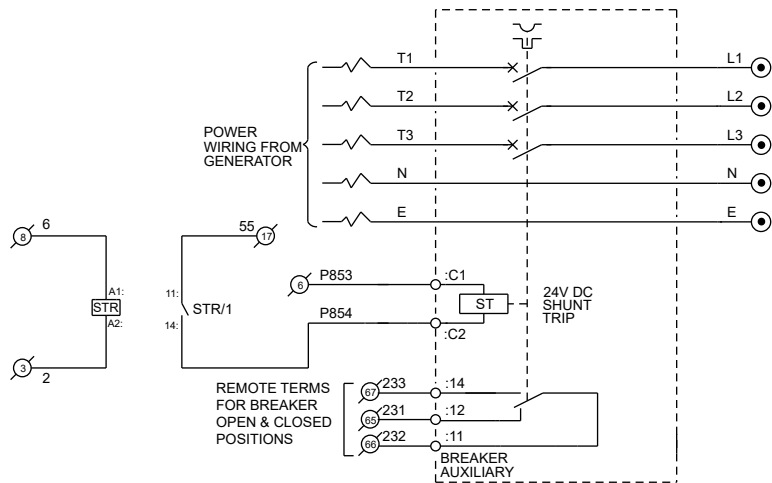 T1
L1
T2
L2
POWER
WIRING FROM
GENERATOR
T3
L3
N
N
E
E
8
6
55
17
A1:
STR
A2:
11:
STR/1
14:
3
2
6
P853
:C1
ST
24V DC
SHUNT
TRIP
P854
:C2
REMOTE TERMS
FOR BREAKER
OPEN & CLOSED
POSITIONS
67
233
:14
65
231
:12
66
232
:11
BREAKER
AUXILIARY